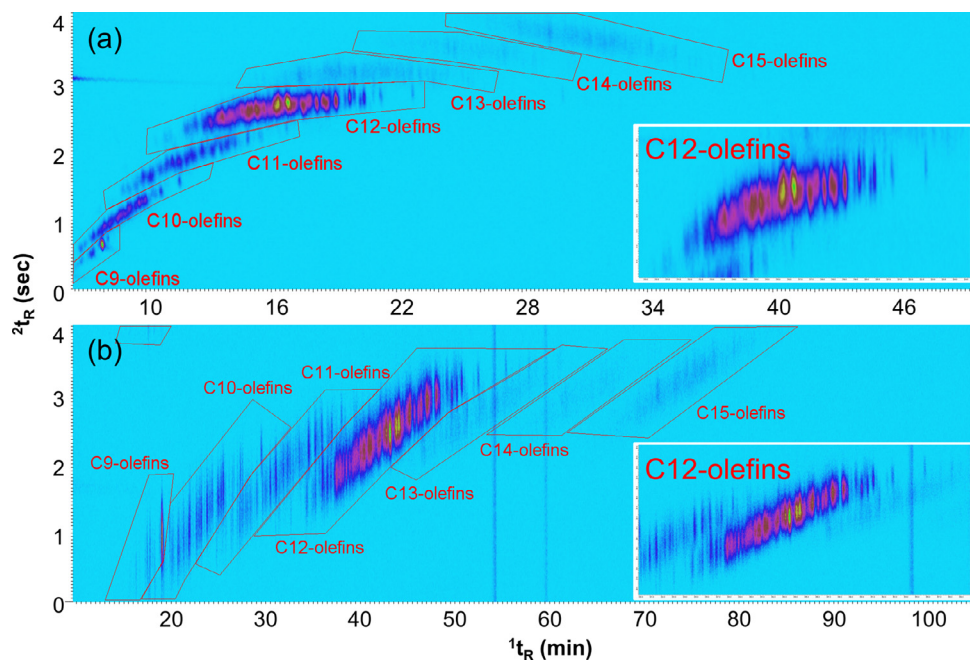 (a)
4
3
2
1
0
C15-olefins
C14-olefins
C13-olefins
C12-olefins
C11-olefins
C10-olefins
C9-olefins
C12-olefins
10 16 22 28 34 40 46
²tR (sec)
(b)
4
3
2
1
0
C11-olefins
C10-olefins
C9-olefins
C15-olefins
C14-olefins
C13-olefins
C12-olefins
C12-olefins
20 30 40 50 60 70 80 90 100
¹tR (min)